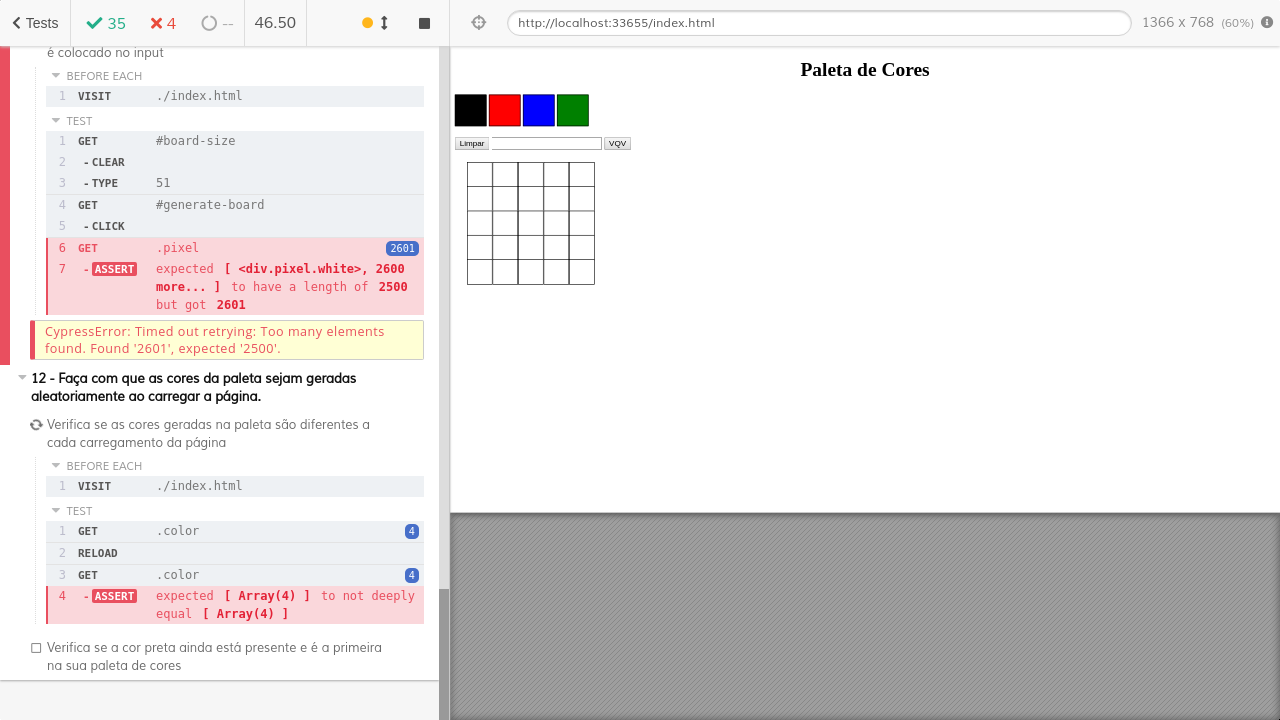 Tests
35
4
--
46.50
http://localhost:33655/index.html
1366 x 768 (60%)
é colocado no input
BEFORE EACH
1 VISIT ./index.html
TEST
1 GET #board-size
2 - CLEAR
3 - TYPE 51
4 GET #generate-board
5 - CLICK
6 GET .pixel 2601
7 - ASSERT expected [ <div.pixel.white>, 2600
more... ] to have a length of 2500
but got 2601
CypressError: Timed out retrying: Too many elements
found. Found '2601', expected '2500'.
12 - Faça com que as cores da paleta sejam geradas
aleatoriamente ao carregar a página.
Verifica se as cores geradas na paleta são diferentes a
cada carregamento da página
BEFORE EACH
1 VISIT ./index.html
TEST
1 GET .color 4
2 RELOAD
3 GET .color 4
4 - ASSERT expected [ Array(4) ] to not deeply
equal [ Array(4) ]
Verifica se a cor preta ainda está presente e é a primeira
na sua paleta de cores
Paleta de Cores
Limpar
VQV